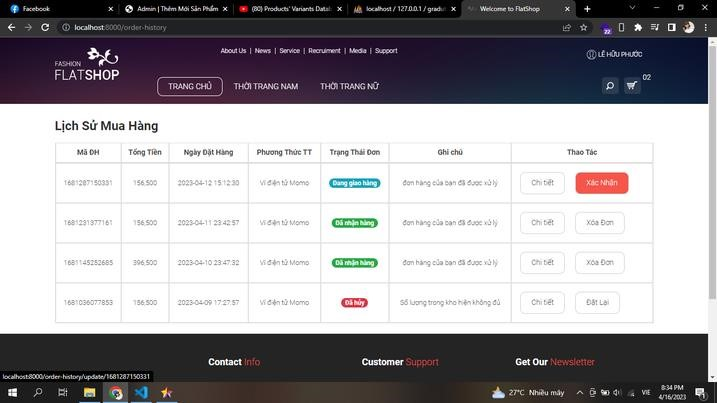 Facebook
Admin | Thêm Mới Sản Phẩm
(80) Products' Variants Datab
localhost / 127.0.0.1 / gradut
Welcome to FlatShop
localhost:8000/order-history
22
About Us | News | Service | Recruiment | Media | Support
LÊ HỮU PHƯỚC
FASHION
FLATSHOP
TRANG CHỦ THỜI TRANG NAM THỜI TRANG NỮ
02
Lịch Sử Mua Hàng
Mã ĐH Tổng Tiền Ngày Đặt Hàng Phương Thức TT Trạng Thái Đơn Ghi chú Thao Tác
1681287150331 156,500 2023-04-12 15:12:30 Ví điện tử Momo Đang giao hàng đơn hàng của bạn đã được xử lý Chi tiết Xác Nhận
1681231377161 156,500 2023-04-11 23:42:57 Ví điện tử Momo Đã nhận hàng đơn hàng của bạn đã được xử lý Chi tiết Xóa Đơn
1681145252685 396,500 2023-04-10 23:47:32 Ví điện tử Momo Đã nhận hàng đơn hàng của bạn đã được xử lý Chi tiết Xóa Đơn
1681036077853 186,500 2023-04-09 17:27:57 Ví điện tử Momo Đã hủy Số lượng trong kho hiện không đủ Chi tiết Đặt Lại
Contact Info Customer Support Get Our Newsletter
localhost:8000/order-history/update/1681287150331
27°C Nhiều mây
VIE
8:34 PM
4/16/2023